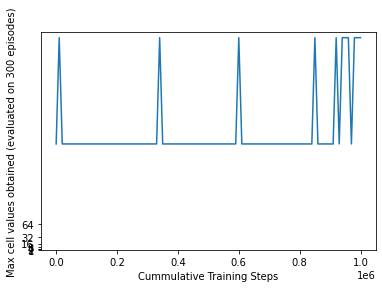 Max cell values obtained (evaluated on 300 episodes)
64
32
16
0.0 0.2 0.4 0.6 0.8 1.0
1e6
Cummulative Training Steps